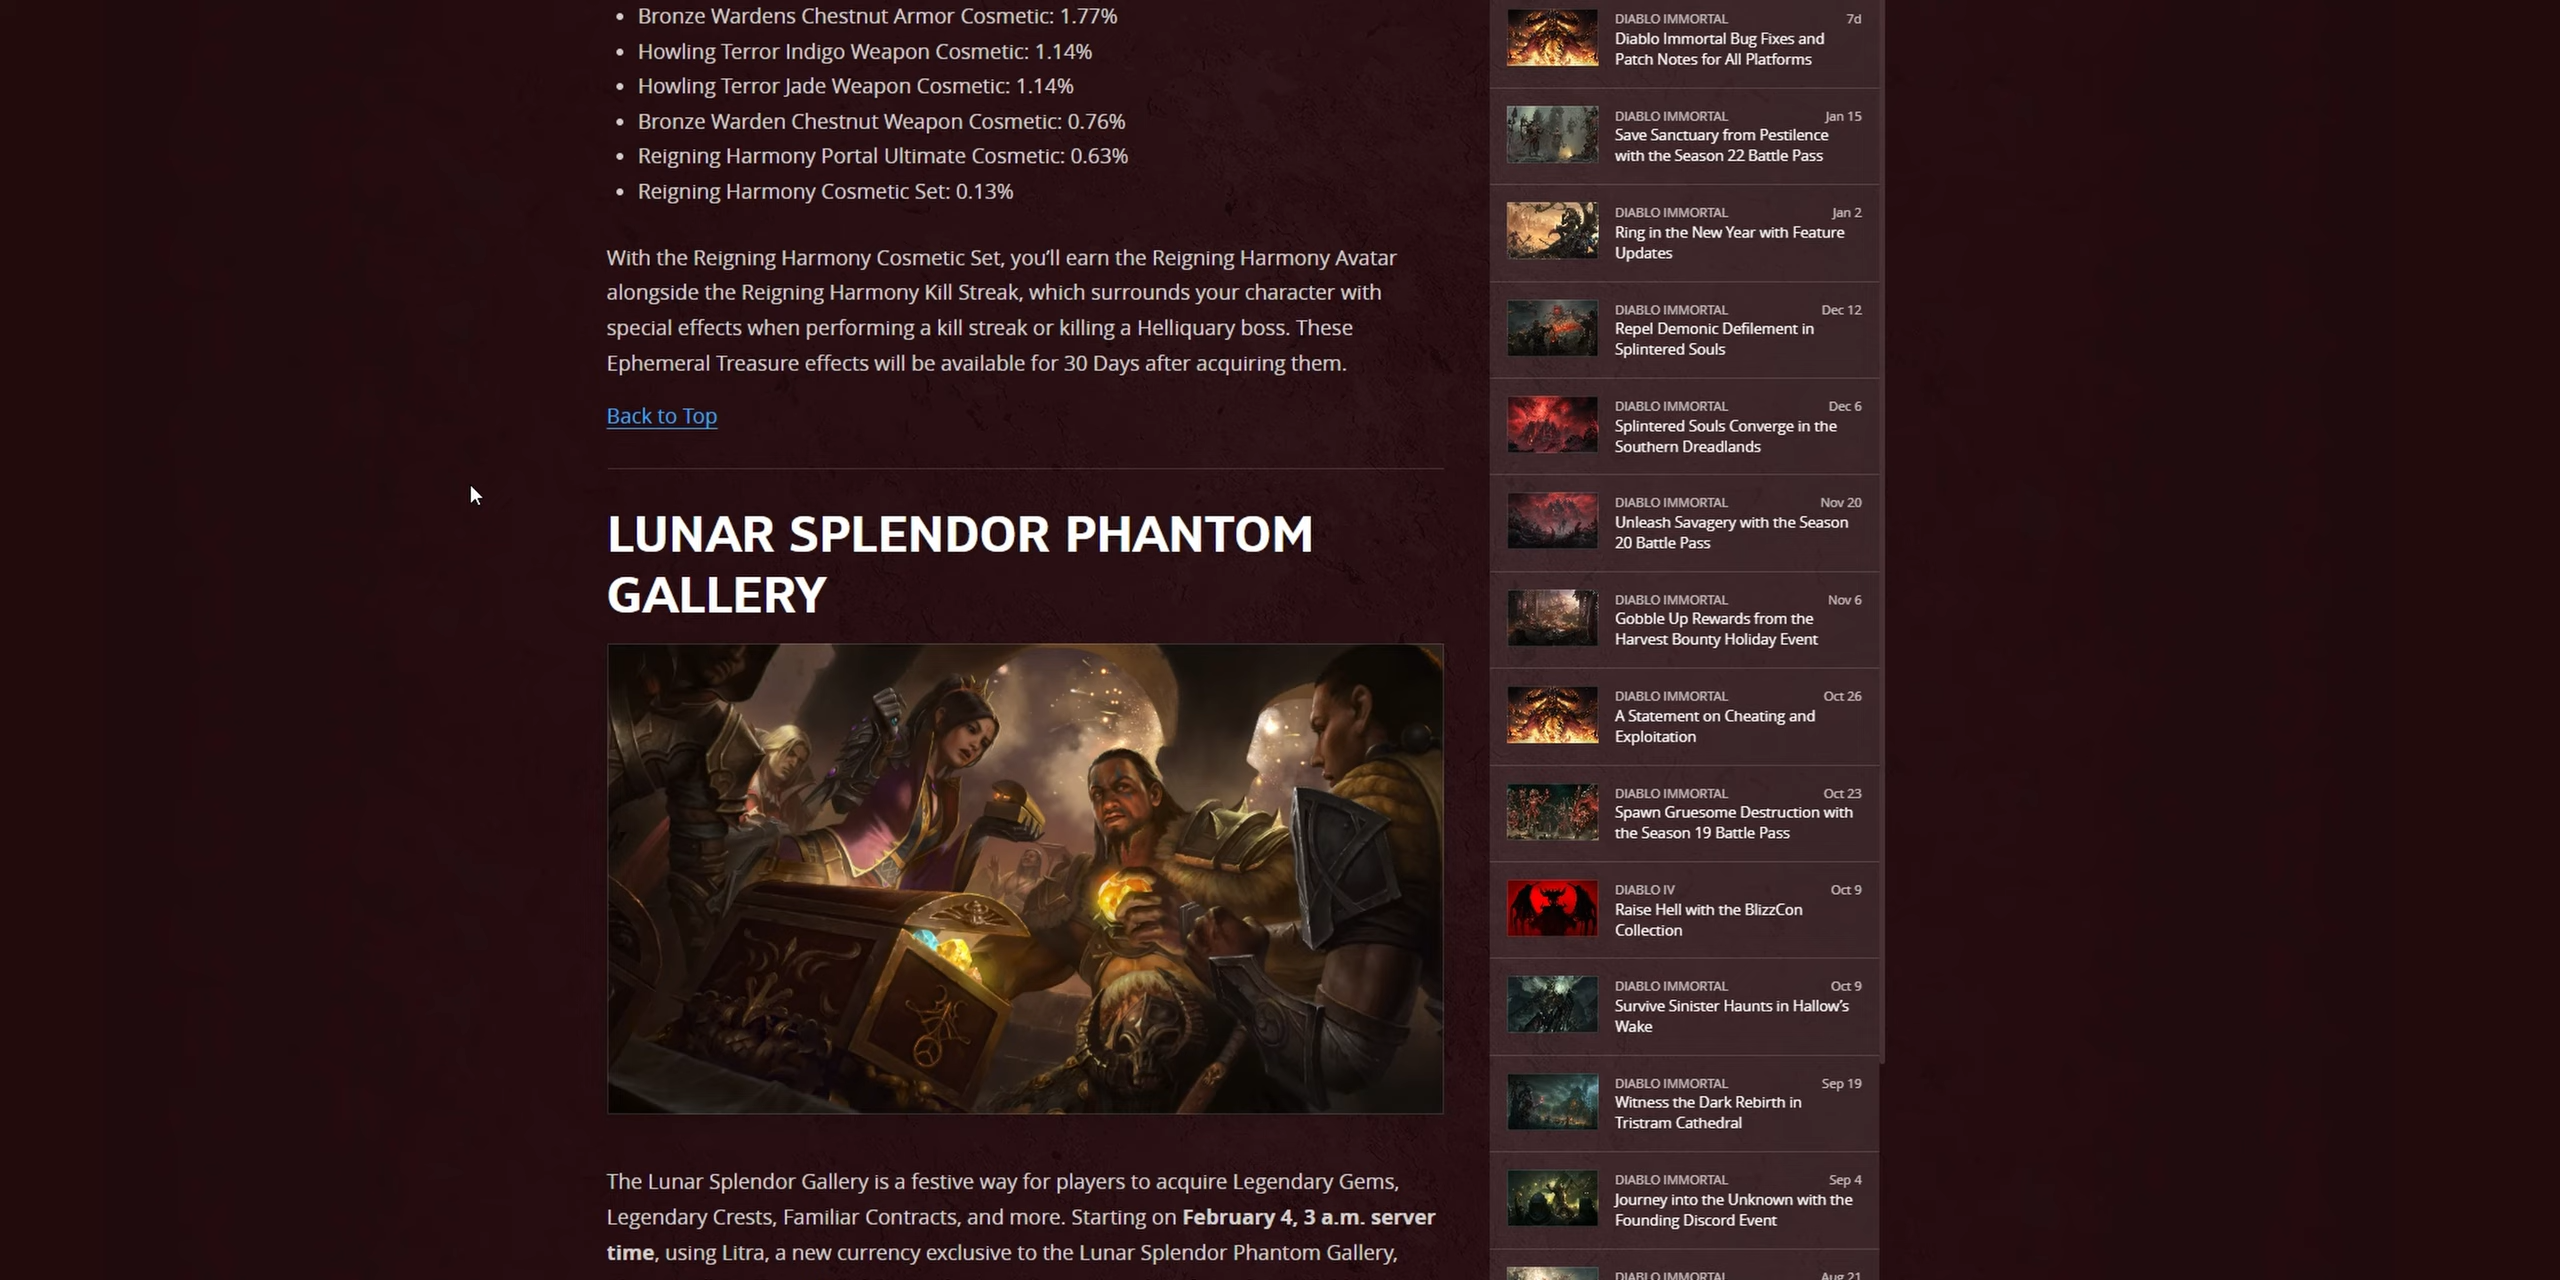 Bronze Wardens Chestnut Armor Cosmetic: 1.77%
Howling Terror Indigo Weapon Cosmetic: 1.14%
Howling Terror Jade Weapon Cosmetic: 1.14%
Bronze Warden Chestnut Weapon Cosmetic: 0.76%
Reigning Harmony Portal Ultimate Cosmetic: 0.63%
Reigning Harmony Cosmetic Set: 0.13%
With the Reigning Harmony Cosmetic Set, you’ll earn the Reigning Harmony Avatar
alongside the Reigning Harmony Kill Streak, which surrounds your character with
special effects when performing a kill streak or killing a Helliquary boss. These
Ephemeral Treasure effects will be available for 30 Days after acquiring them.
Back to Top
LUNAR SPLENDOR PHANTOM
GALLERY
The Lunar Splendor Gallery is a festive way for players to acquire Legendary Gems,
Legendary Crests, Familiar Contracts, and more. Starting on February 4, 3 a.m. server
time, using Litra, a new currency exclusive to the Lunar Splendor Phantom Gallery,
DIABLO IMMORTAL 7d
Diablo Immortal Bug Fixes and
Patch Notes for All Platforms
DIABLO IMMORTAL Jan 15
Save Sanctuary from Pestilence
with the Season 22 Battle Pass
DIABLO IMMORTAL Jan 2
Ring in the New Year with Feature
Updates
DIABLO IMMORTAL Dec 12
Repel Demonic Defilement in
Splintered Souls
DIABLO IMMORTAL Dec 6
Splintered Souls Converge in the
Southern Dreadlands
DIABLO IMMORTAL Nov 20
Unleash Savagery with the Season
20 Battle Pass
DIABLO IMMORTAL Nov 6
Gobble Up Rewards from the
Harvest Bounty Holiday Event
DIABLO IMMORTAL Oct 26
A Statement on Cheating and
Exploitation
DIABLO IMMORTAL Oct 23
Spawn Gruesome Destruction with
the Season 19 Battle Pass
DIABLO IV Oct 9
Raise Hell with the BlizzCon
Collection
DIABLO IMMORTAL Oct 9
Survive Sinister Haunts in Hallow’s
Wake
DIABLO IMMORTAL Sep 19
Witness the Dark Rebirth in
Tristram Cathedral
DIABLO IMMORTAL Sep 4
Journey into the Unknown with the
Founding Discord Event
DIABLO IMMORTAL Aug 21